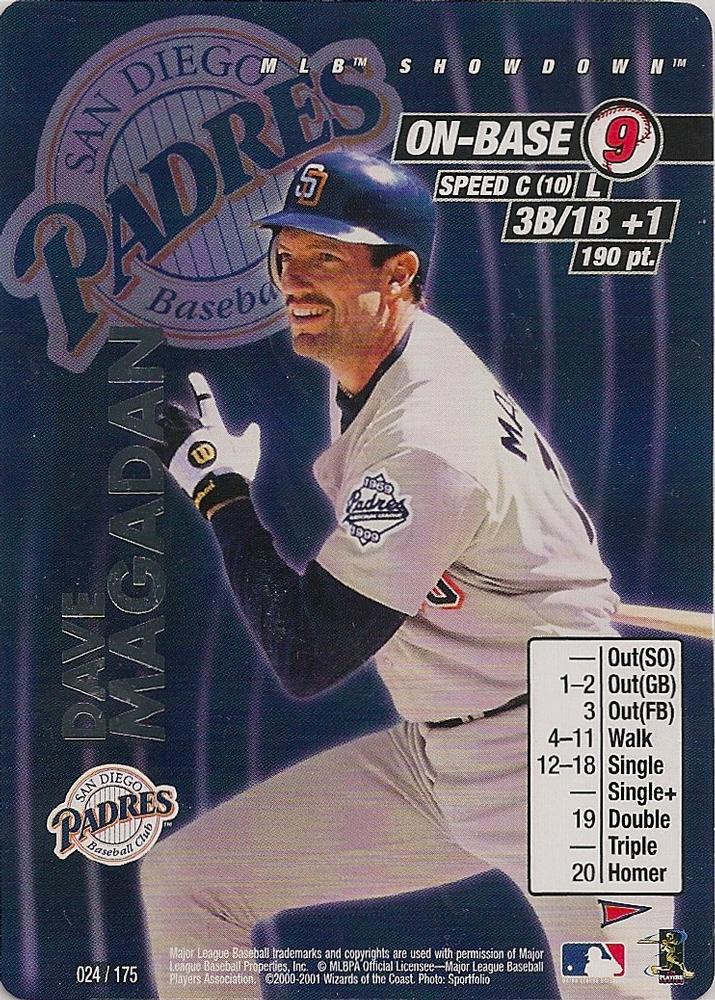 SAN DIEGO
PADRES
Baseba
MLB™ SHOWDOWN™
ON-BASE 9
SPEED C (10) L
3B/1B +1
190 pt.
DAVE
MAGADAN
MA
1969
Padres
1999
— Out(SO)
1–2 Out(GB)
3 Out(FB)
4–11 Walk
12–18 Single
— Single+
19 Double
— Triple
20 Homer
SAN DIEGO
PADRES™
Baseball Club
024 / 175
Major League Baseball trademarks and copyrights are used with permission of Major
League Baseball Properties, Inc. © MLBPA Official Licensee—Major League Baseball
Players Association. ©2000-2001 Wizards of the Coast. Photo: Sportfolio
PLAYERS